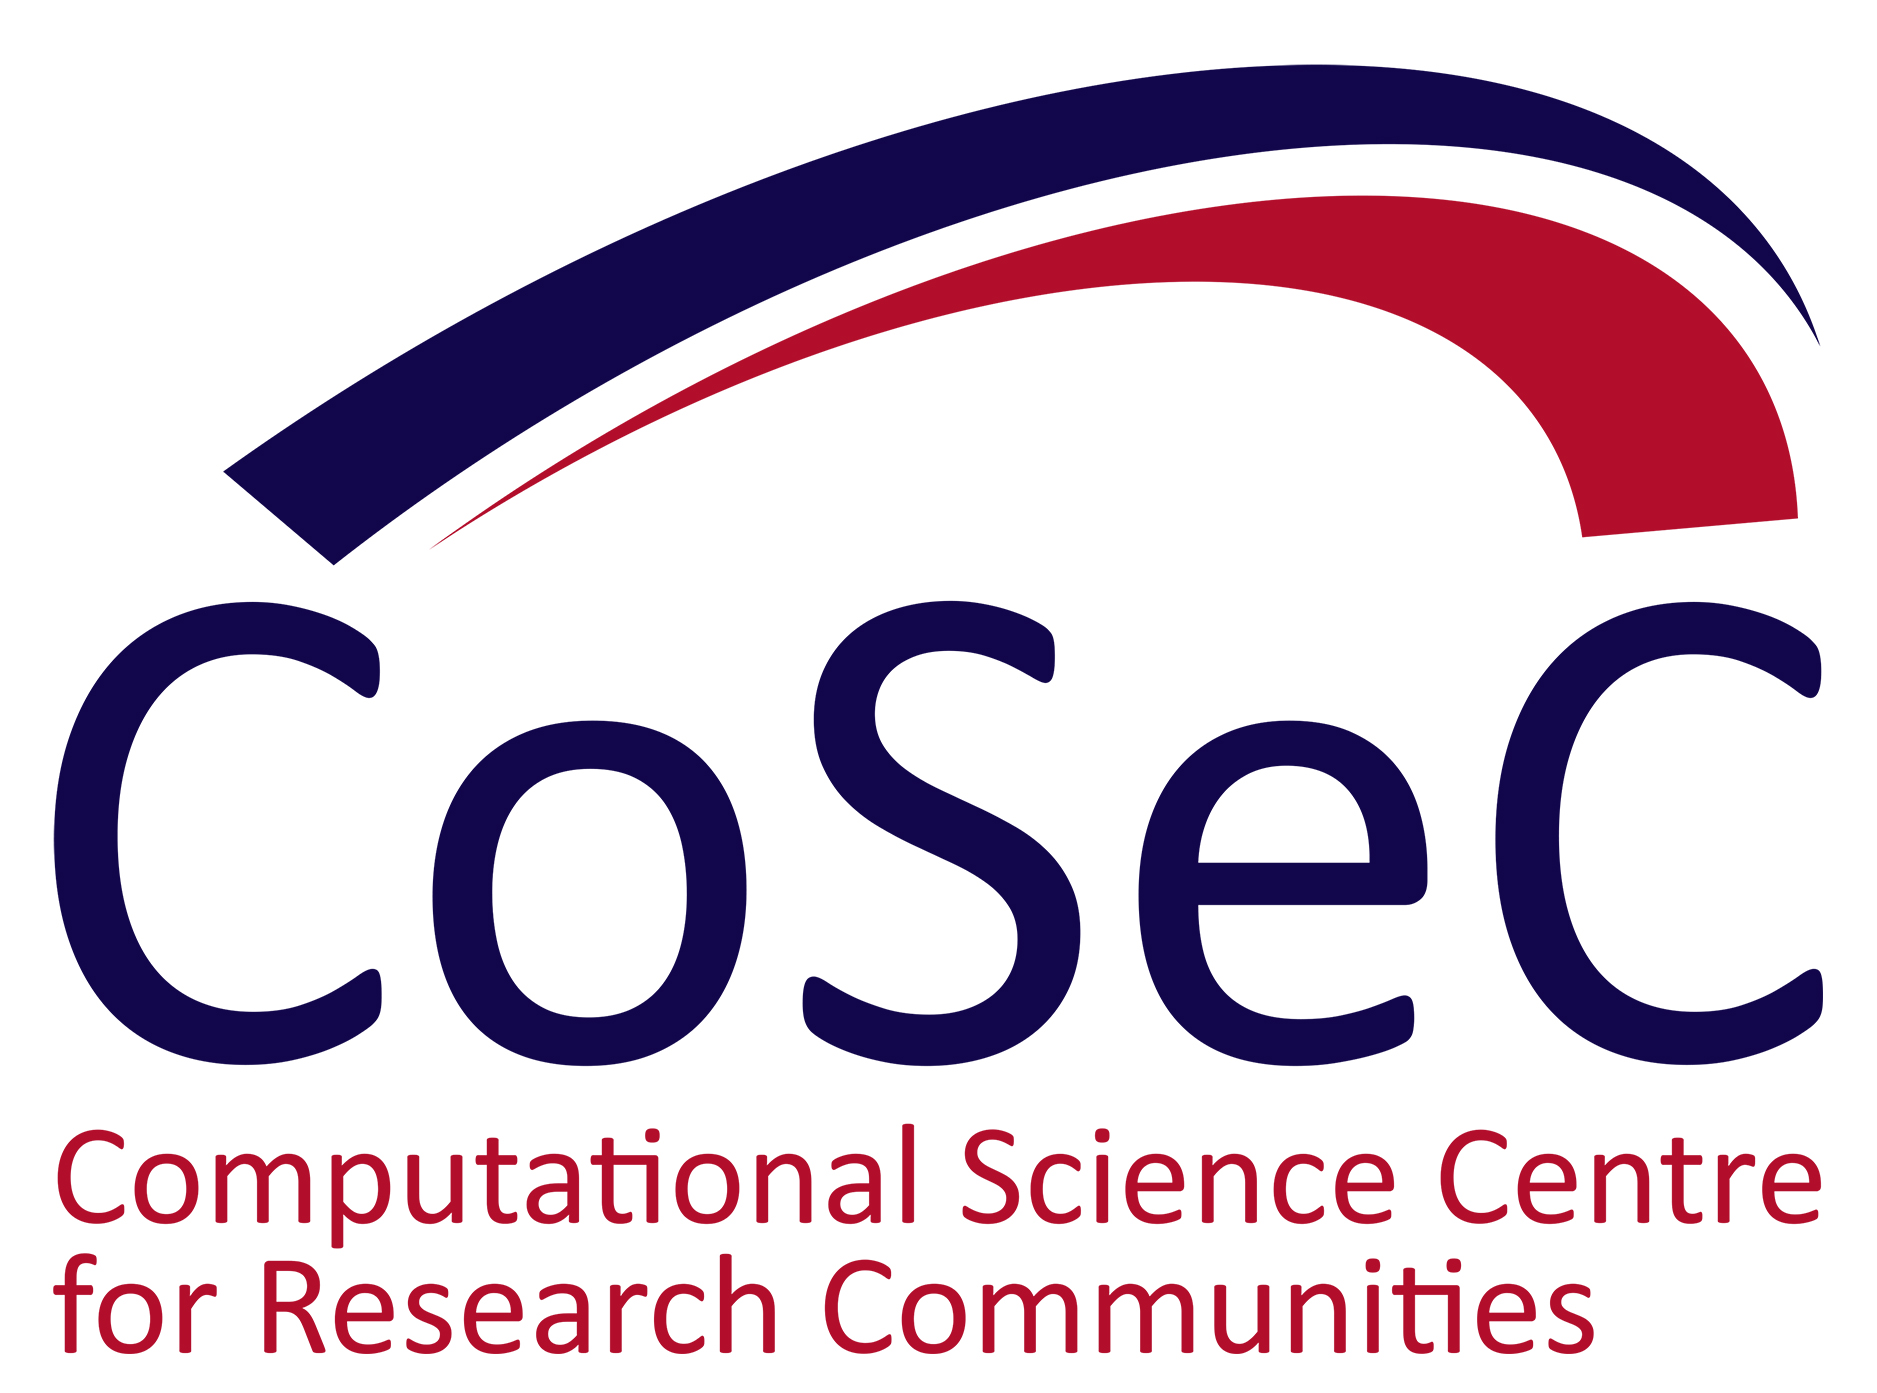 CoSeC
Computational Science Centre
for Research Communities